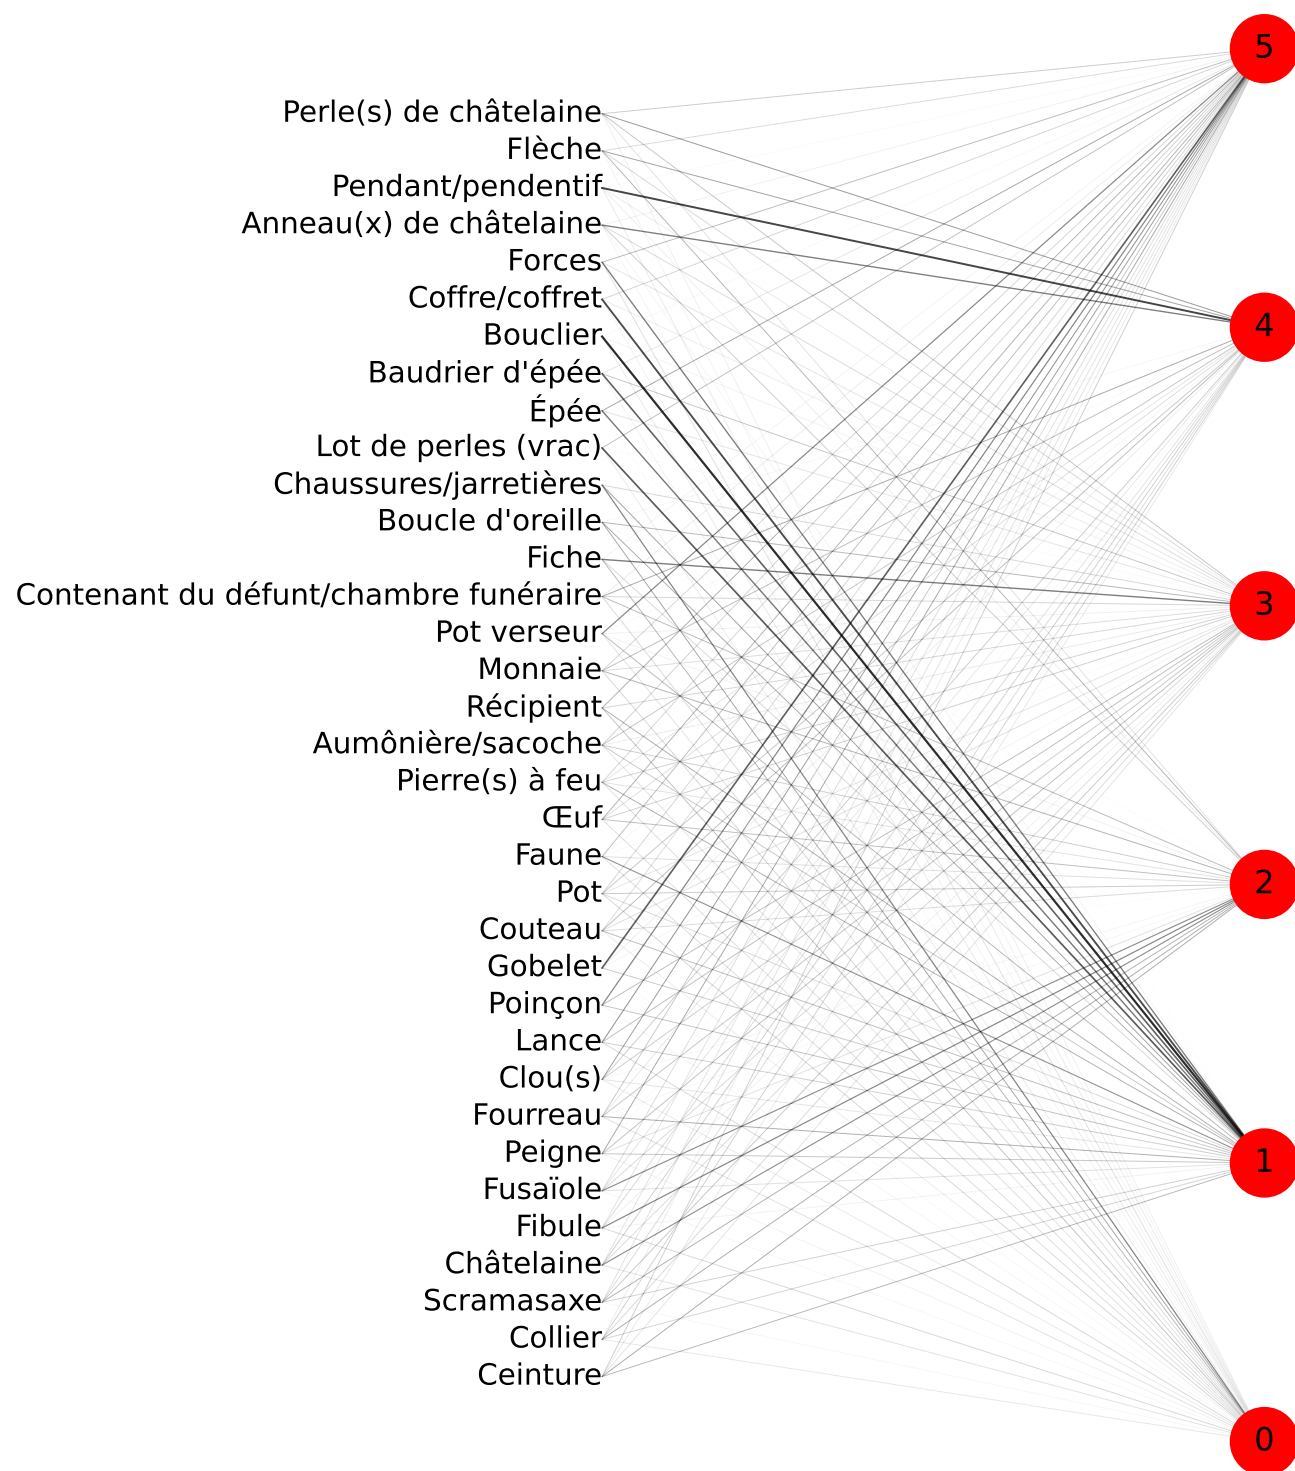 5
Perle(s) de châtelaine
Flèche
Pendant/pendentif
Anneau(x) de châtelaine
Forces
Coffre/coffret
4
Bouclier
Baudrier d'épée
Épée
Lot de perles (vrac)
Chaussures/jarretières
Boucle d'oreille
Fiche
Contenant du défunt/chambre funéraire
3
Pot verseur
Monnaie
Récipient
Aumônière/sacoche
Pierre(s) à feu
Œuf
Faune
2
Pot
Couteau
Gobelet
Poinçon
Lance
Clou(s)
Fourreau
Peigne
1
Fusaïole
Fibule
Châtelaine
Scramasaxe
Collier
Ceinture
0